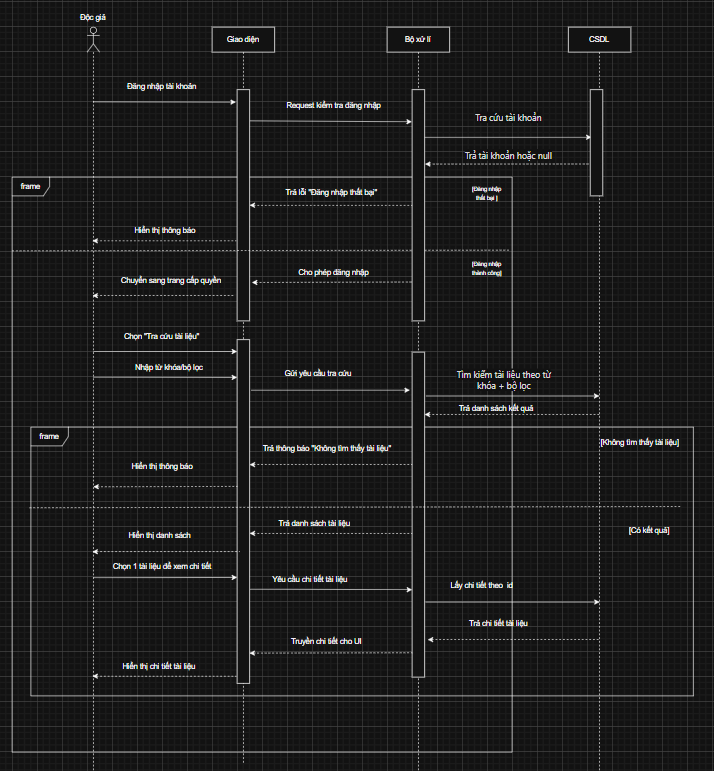 Độc giả
Giao diện
Bộ xử lí
CSDL
Đăng nhập tài khoản
Request kiểm tra đăng nhập
Tra cứu tài khoản
Trả tài khoản hoặc null
frame
[Đăng nhập
thất bại ]
Trả lỗi "Đăng nhập thất bại"
Hiển thị thông báo
[Đăng nhập
thành công]
Cho phép đăng nhập
Chuyển sang trang cấp quyền
Chọn "Tra cứu tài liệu"
Nhập từ khóa/bộ lọc
Gửi yêu cầu tra cứu
Tìm kiếm tài liệu theo từ
khóa + bộ lọc
Trả danh sách kết quả
frame
[Không tìm thấy tài liệu]
Trả thông báo "Không tìm thấy tài liệu"
Hiển thị thông báo
Trả danh sách tài liệu
[Có kết quả]
Hiển thị danh sách
Chọn 1 tài liệu để xem chi tiết
Yêu cầu chi tiết tài liệu
Lấy chi tiết theo id
Trả chi tiết tài liệu
Truyền chi tiết cho UI
Hiển thị chi tiết tài liệu